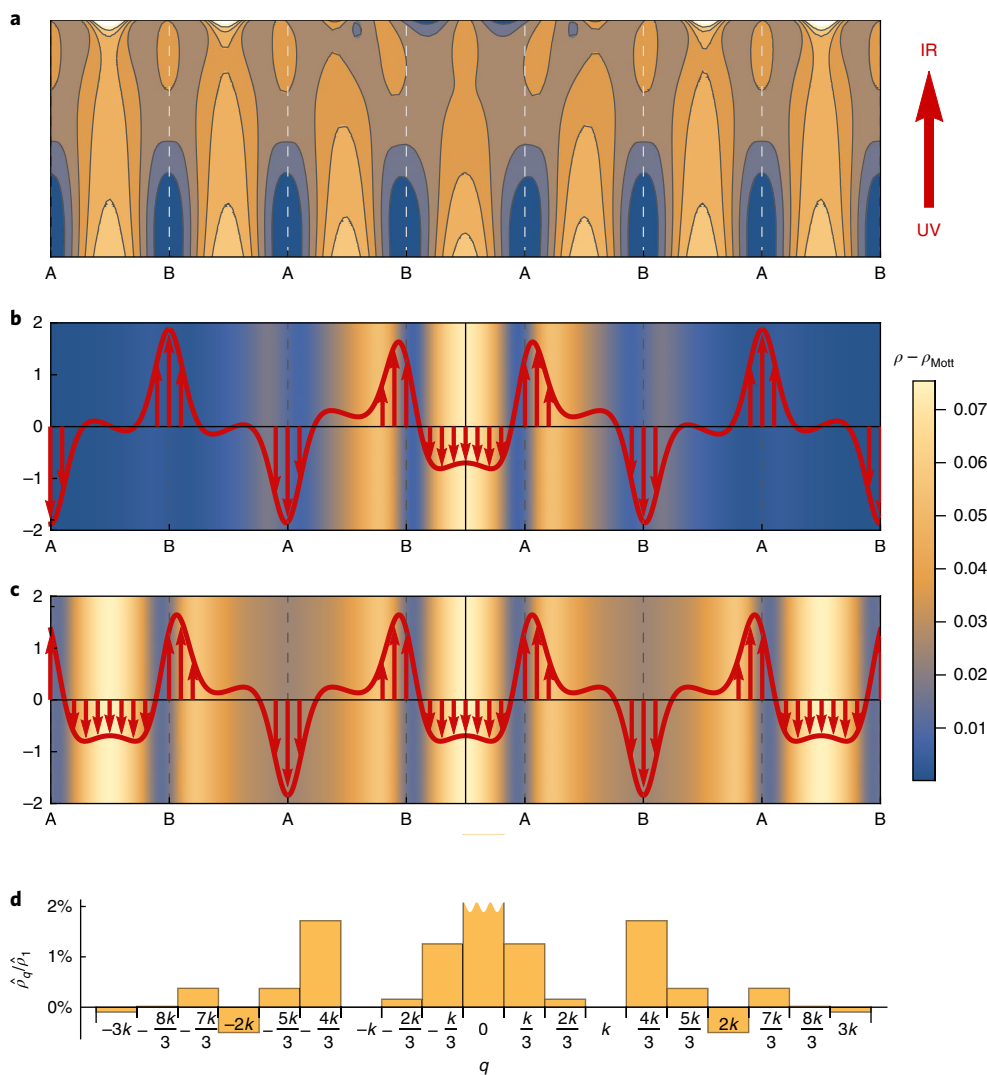 a
IR
UV
A B A B A B A B
b
2
1
0
−1
−2
A B A B A B A B
ρ − ρMott
0.07
0.06
0.05
0.04
0.03
0.02
0.01
c
2
1
0
−1
−2
A B A B A B A B
d
2%
1%
0%
ρ̂q/ρ̂1
−3k −8k/3 −7k/3 −2k −5k/3 −4k/3 −k −2k/3 −k/3 0 k/3 2k/3 k 4k/3 5k/3 2k 7k/3 8k/3 3k
q